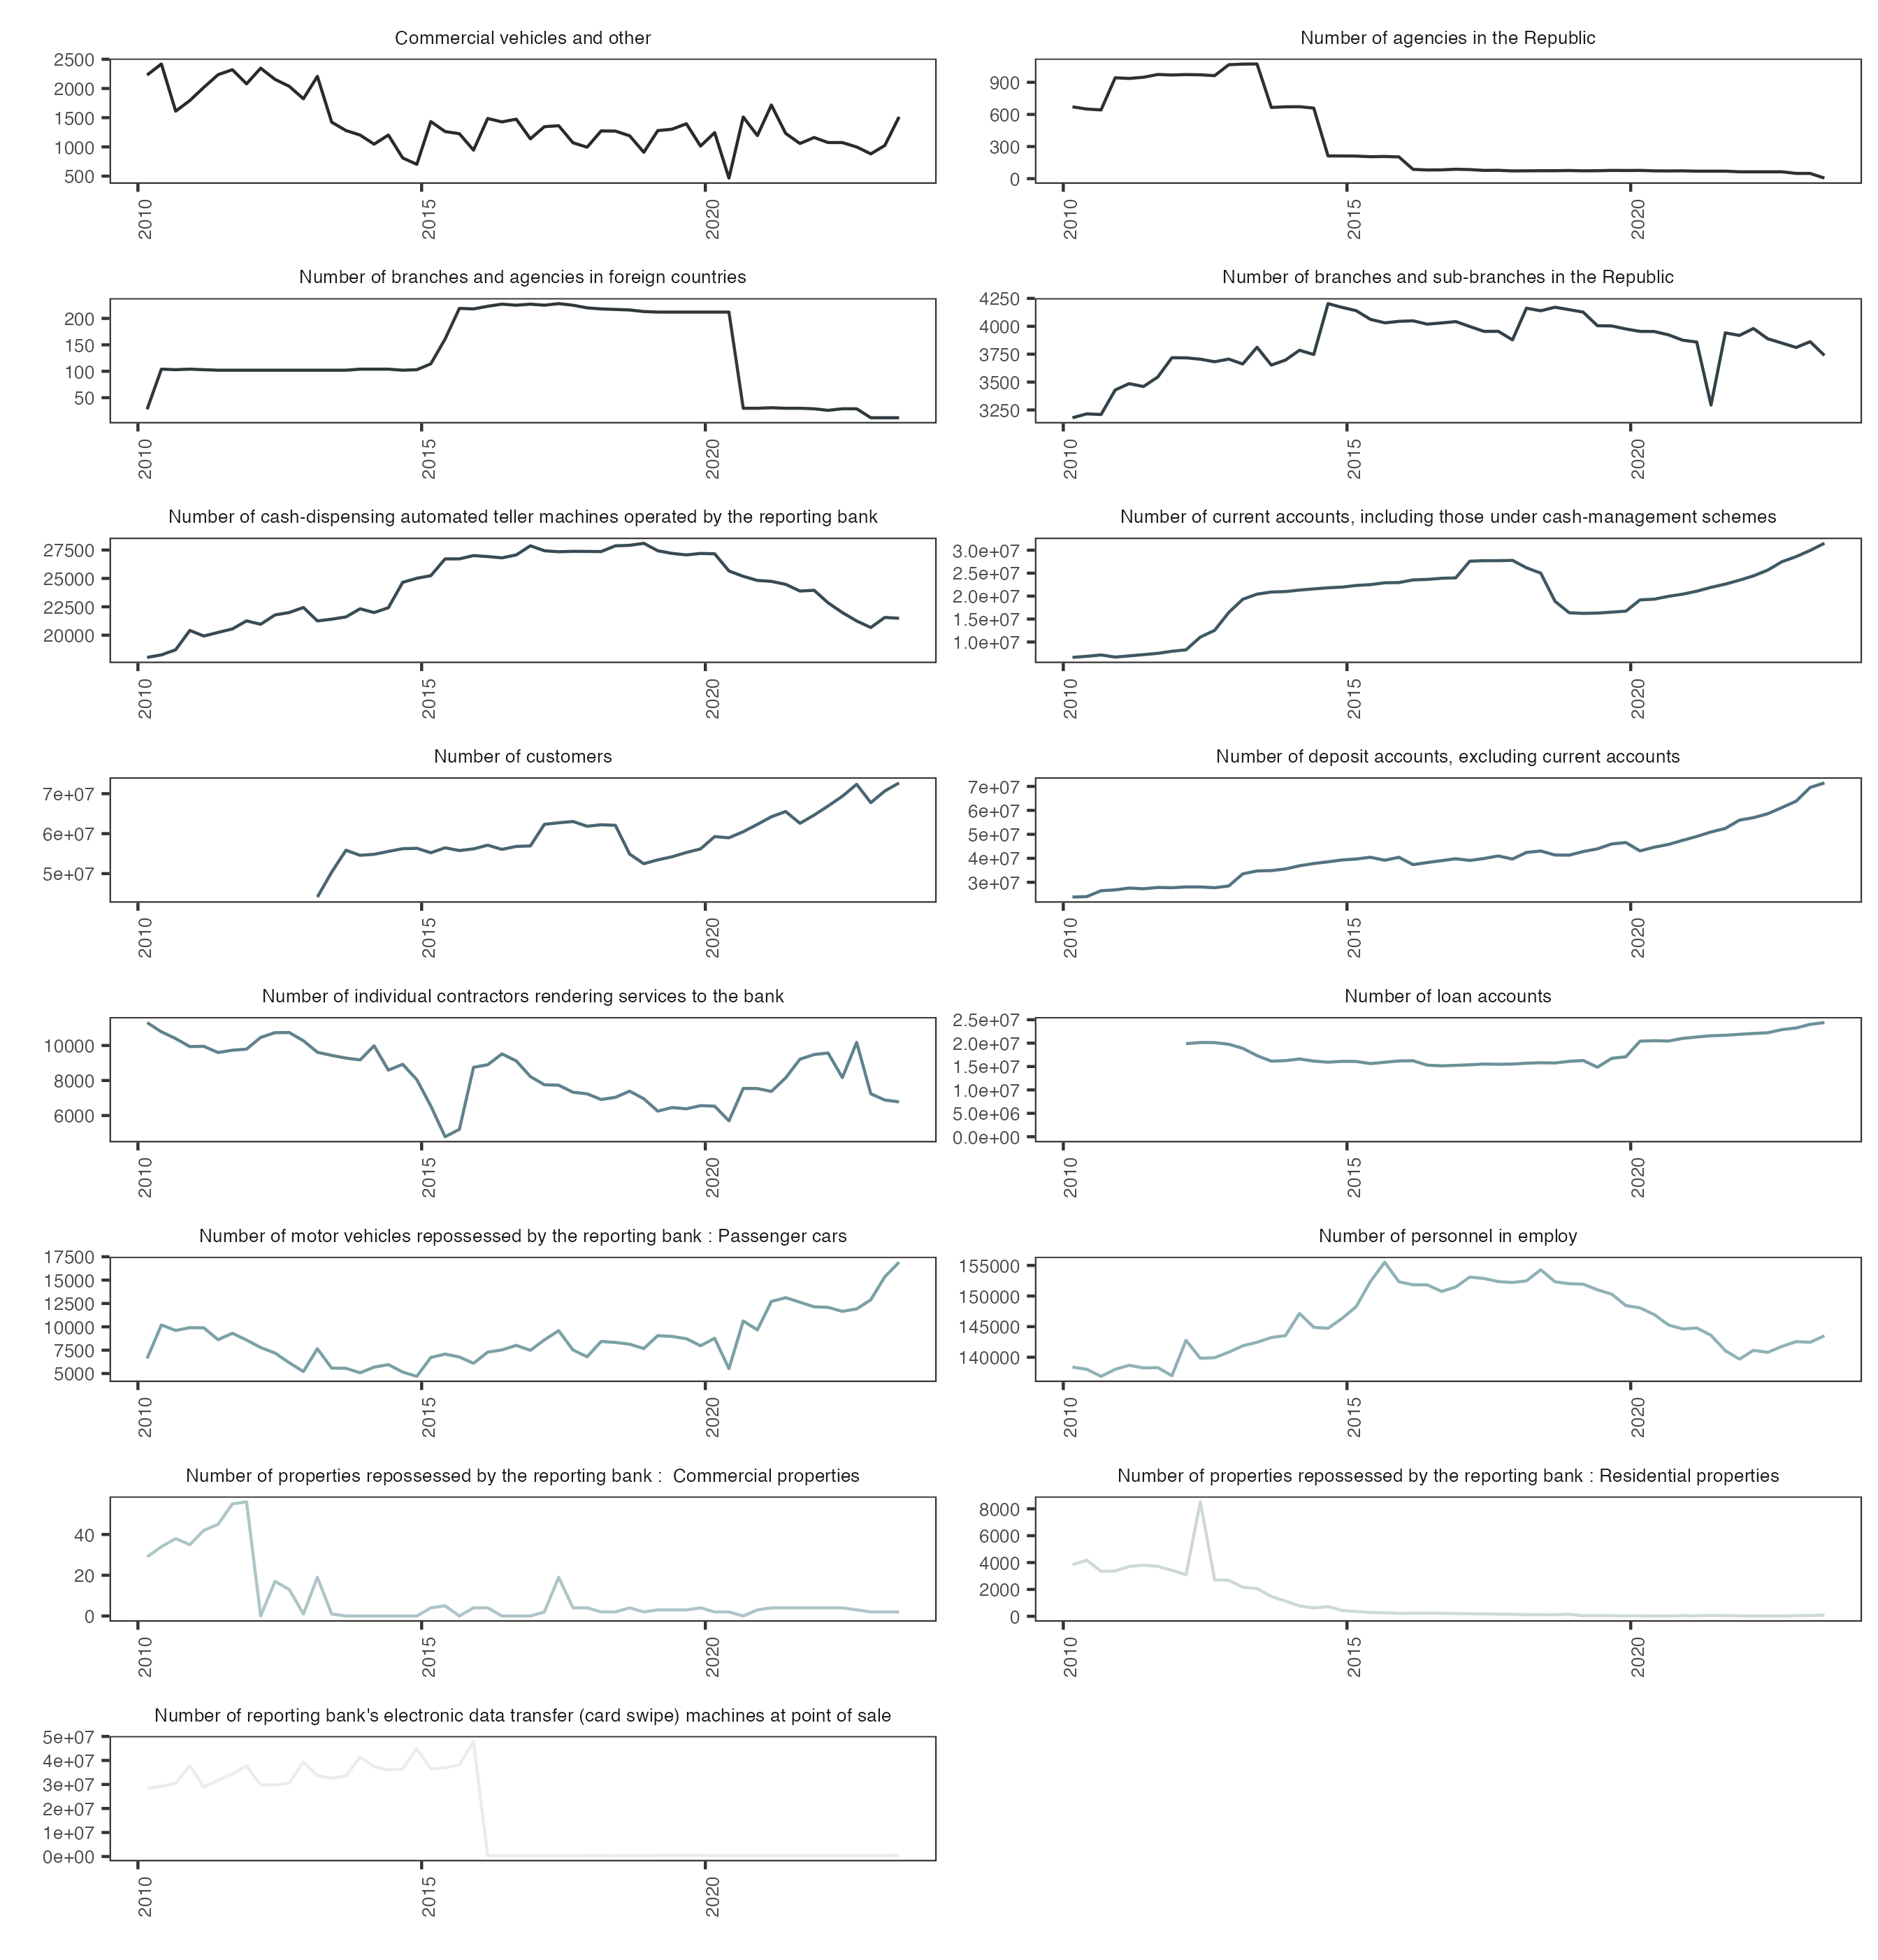 Commercial vehicles and other
2500
2000
1500
1000
500
2010
2015
2020
Number of agencies in the Republic
900
600
300
0
2010
2015
2020
Number of branches and agencies in foreign countries
200
150
100
50
2010
2015
2020
Number of branches and sub-branches in the Republic
4250
4000
3750
3500
3250
2010
2015
2020
Number of cash-dispensing automated teller machines operated by the reporting bank
27500
25000
22500
20000
2010
2015
2020
Number of current accounts, including those under cash-management schemes
3.0e+07
2.5e+07
2.0e+07
1.5e+07
1.0e+07
2010
2015
2020
Number of customers
7e+07
6e+07
5e+07
2010
2015
2020
Number of deposit accounts, excluding current accounts
7e+07
6e+07
5e+07
4e+07
3e+07
2010
2015
2020
Number of individual contractors rendering services to the bank
10000
8000
6000
2010
2015
2020
Number of loan accounts
2.5e+07
2.0e+07
1.5e+07
1.0e+07
5.0e+06
0.0e+00
2010
2015
2020
Number of motor vehicles repossessed by the reporting bank : Passenger cars
17500
15000
12500
10000
7500
5000
2010
2015
2020
Number of personnel in employ
155000
150000
145000
140000
2010
2015
2020
Number of properties repossessed by the reporting bank :  Commercial properties
40
20
0
2010
2015
2020
Number of properties repossessed by the reporting bank : Residential properties
8000
6000
4000
2000
0
2010
2015
2020
Number of reporting bank's electronic data transfer (card swipe) machines at point of sale
5e+07
4e+07
3e+07
2e+07
1e+07
0e+00
2010
2015
2020